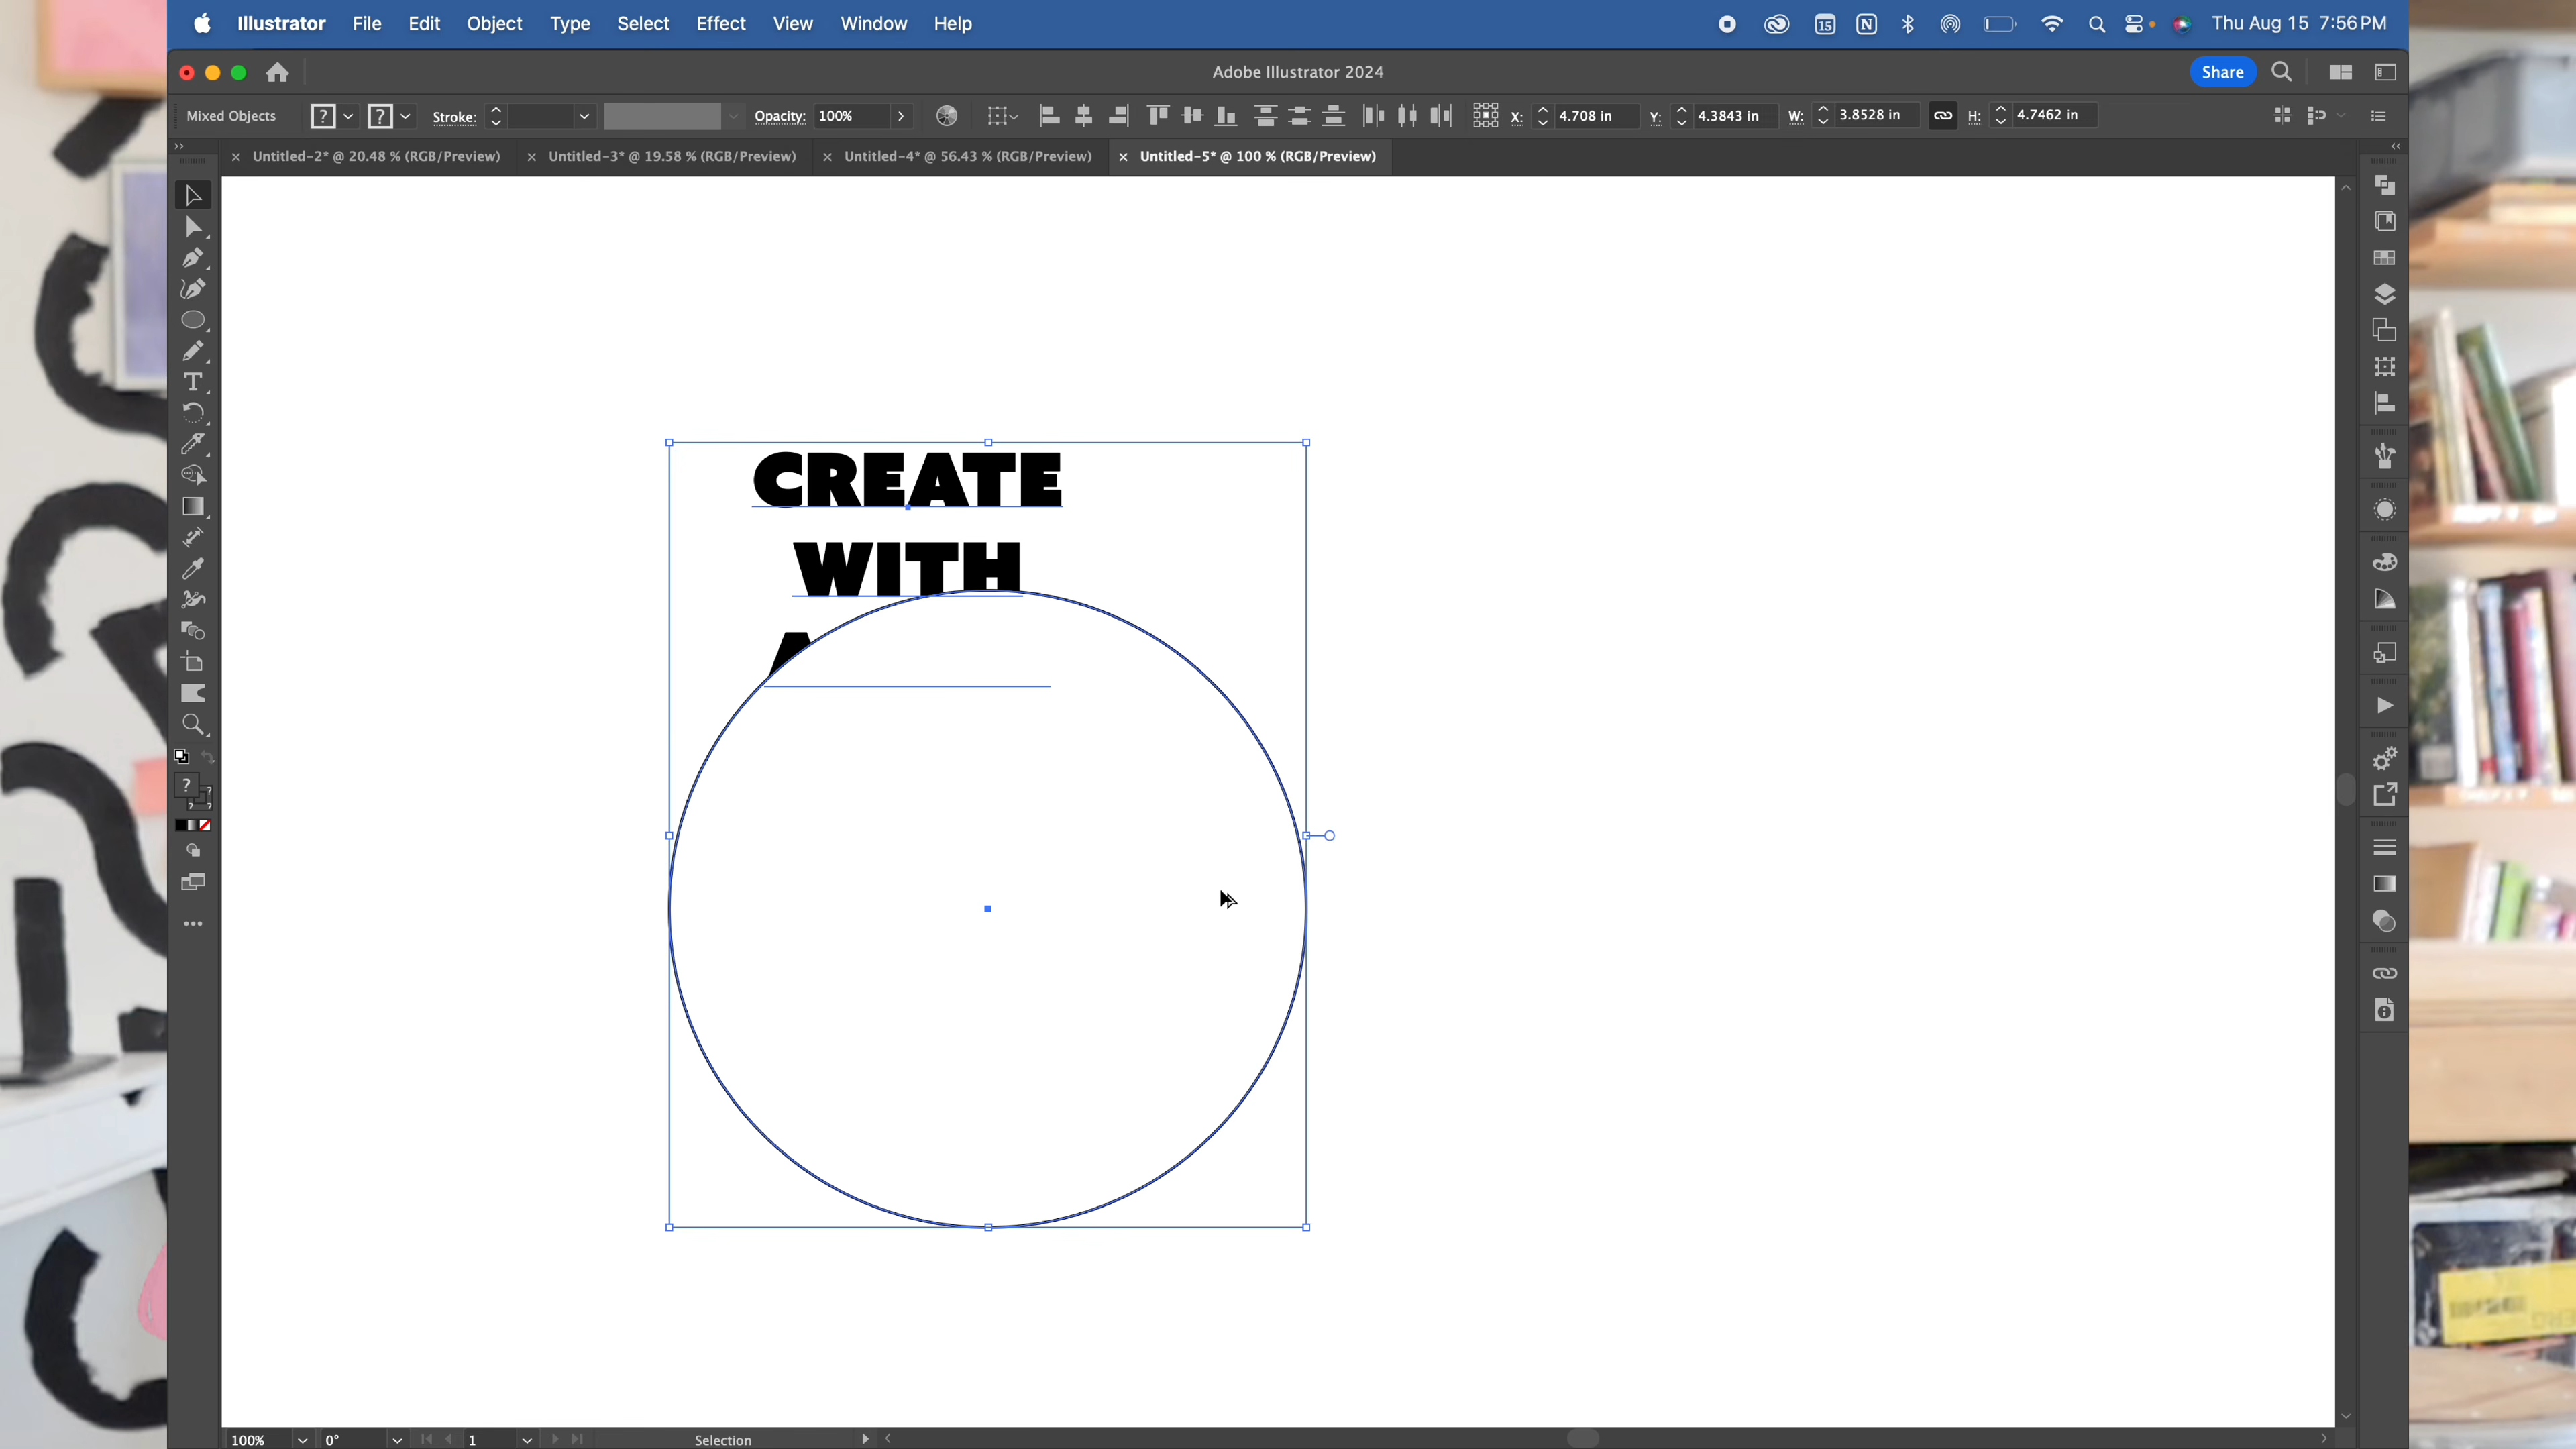 Illustrator File Edit Object Type Select Effect View Window Help 15 N Thu Aug 15 7:56 PM
Adobe Illustrator 2024 Share
Mixed Objects ? ? Stroke: Opacity: 100% X: 4.708 in Y: 4.3843 in W: 3.8528 in H: 4.7462 in
Untitled-2* @ 20.48 % (RGB/Preview) Untitled-3* @ 19.58 % (RGB/Preview) Untitled-4* @ 56.43 % (RGB/Preview) Untitled-5* @ 100 % (RGB/Preview)
CREATE
WITH
A
?
100% 0° 1 Selection